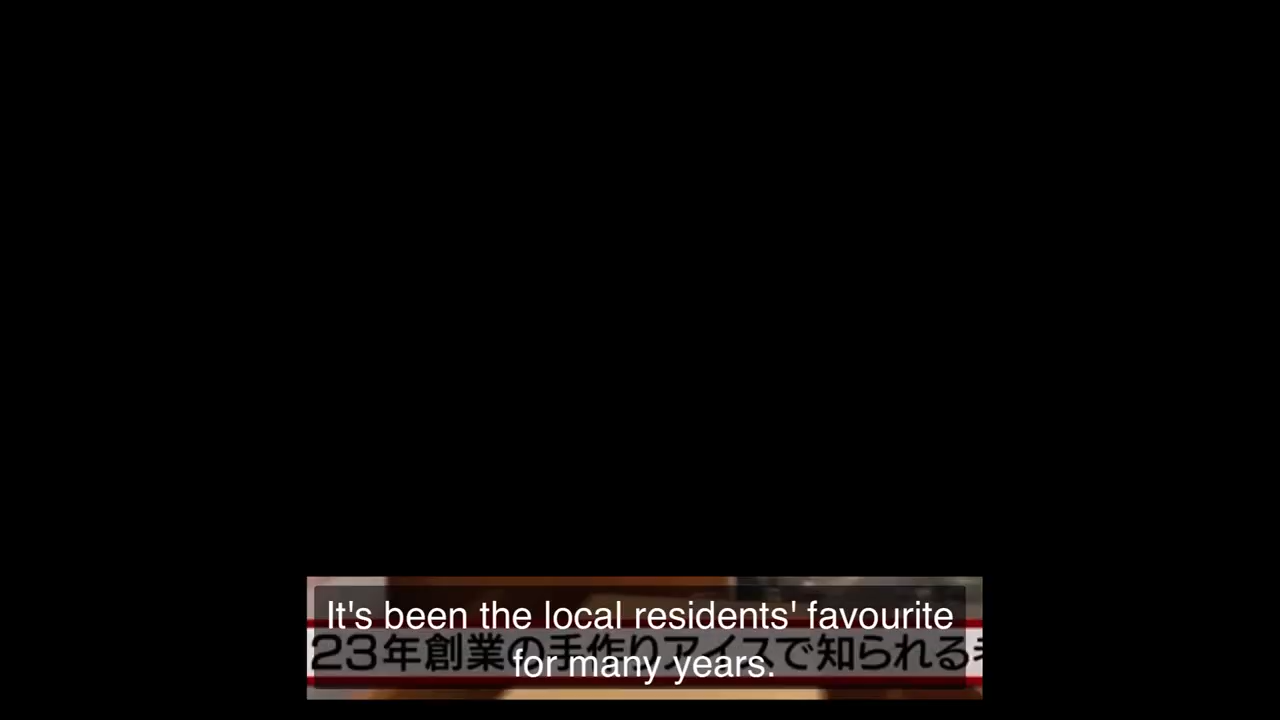 It's been the local residents' favourite
23年創業の手作りアイスで知られる
for many years.